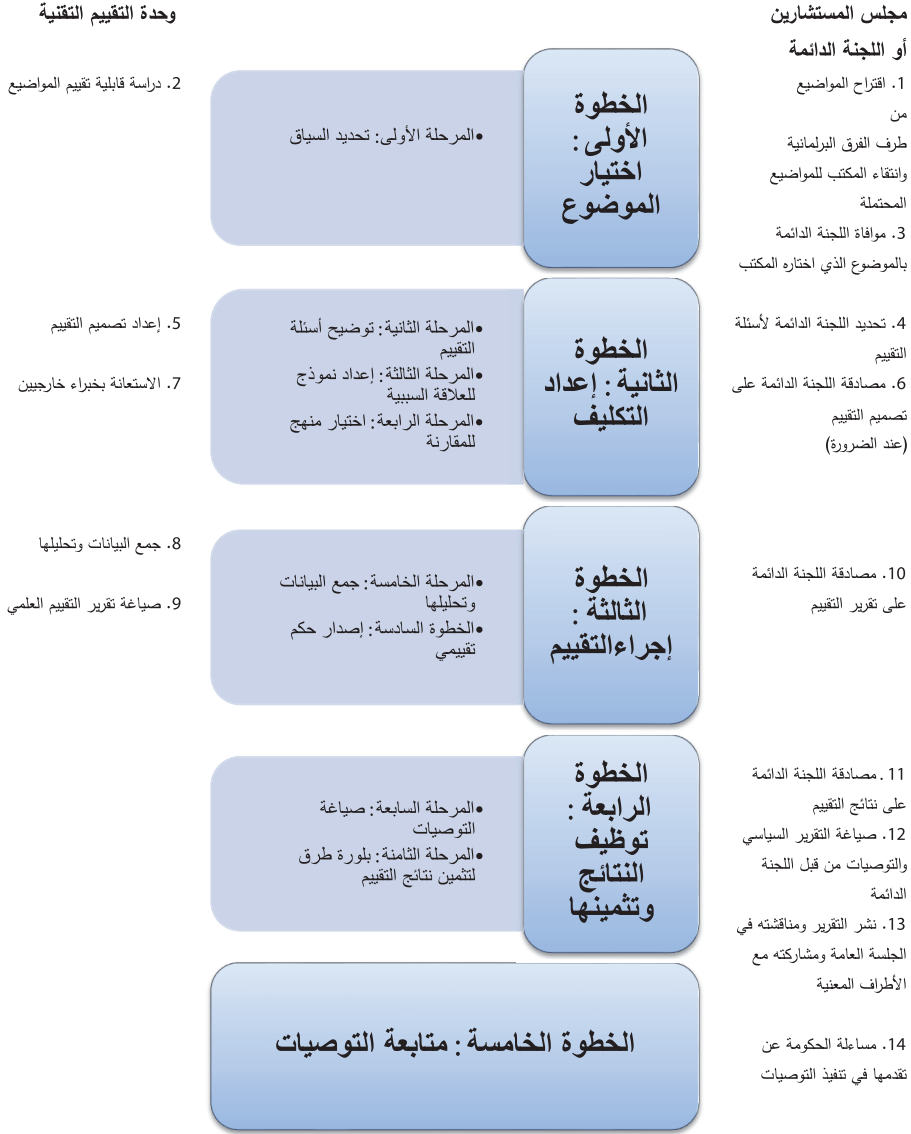 مجلس المستشارين
أو اللجنة الدائمة
1. اقتراح المواضيع
من
طرف الفرق البرلمانية
وانتقاء المكتب للمواضيع
المحتملة
3. موافاة اللجنة الدائمة
بالموضوع الذي اختاره المكتب
الخطوة
الأولى :
اختيار
الموضوع
•المرحلة الأولى: تحديد السياق
وحدة التقييم التقنية
2. دراسة قابلية تقييم المواضيع
4. تحديد اللجنة الدائمة لأسئلة
التقييم
6. مصادقة اللجنة الدائمة على
تصميم التقييم
(عند الضرورة)
الخطوة
الثانية : إعداد
التكليف
•المرحلة الثانية: توضيح أسئلة
التقييم
•المرحلة الثالثة: إعداد نموذج
للعلاقة السببية
•المرحلة الرابعة: اختيار منهج
للمقارنة
5. إعداد تصميم التقييم
7. الاستعانة بخبراء خارجيين
10. مصادقة اللجنة الدائمة
على تقرير التقييم
الخطوة
الثالثة :
إجراءالتقييم
•المرحلة الخامسة: جمع البيانات
وتحليلها
•الخطوة السادسة: إصدار حكم
تقييمي
8. جمع البيانات وتحليلها
9. صياغة تقرير التقييم العلمي
11 . مصادقة اللجنة الدائمة
على نتائج التقييم
12. صياغة التقرير السياسي
والتوصيات من قبل اللجنة
الدائمة
13. نشر التقرير ومناقشته في
الجلسة العامة ومشاركته مع
الأطراف المعنية
الخطوة
الرابعة :
توظيف
النتائج
وتثمينها
•المرحلة السابعة: صياغة
التوصيات
•المرحلة الثامنة: بلورة طرق
لتثمين نتائج التقييم
14. مساءلة الحكومة عن
تقدمها في تنفيذ التوصيات
الخطوة الخامسة : متابعة التوصيات